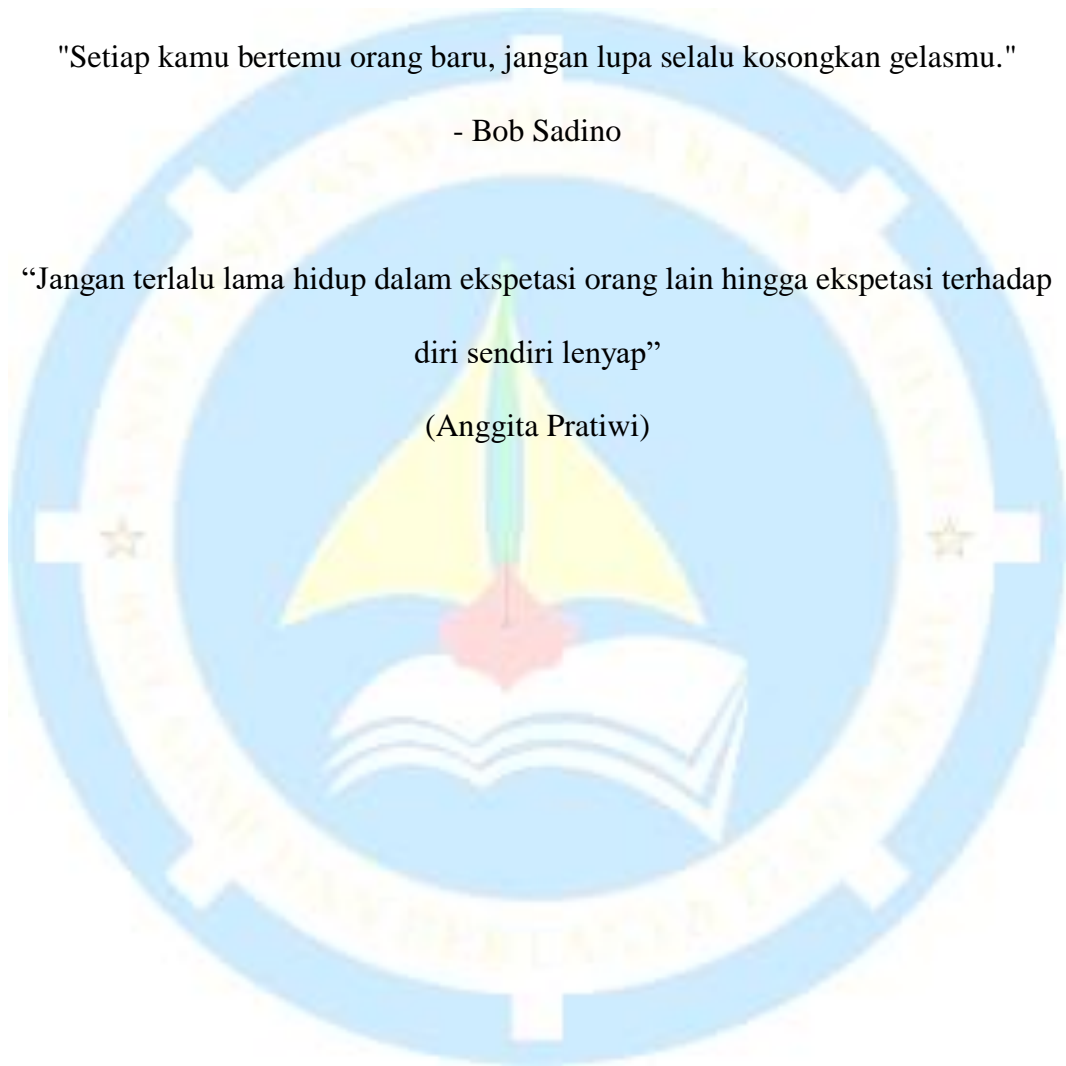 "Setiap kamu bertemu orang baru, jangan lupa selalu kosongkan gelasmu."
- Bob Sadino
“Jangan terlalu lama hidup dalam ekspetasi orang lain hingga ekspetasi terhadap
diri sendiri lenyap”
(Anggita Pratiwi)